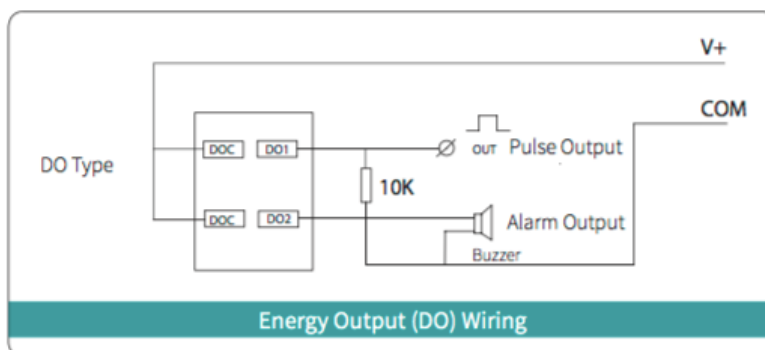 V+
COM
DOC DO1 OUT Pulse Output
DO Type
10K
DOC DO2 Alarm Output
Buzzer
Energy Output (DO) Wiring